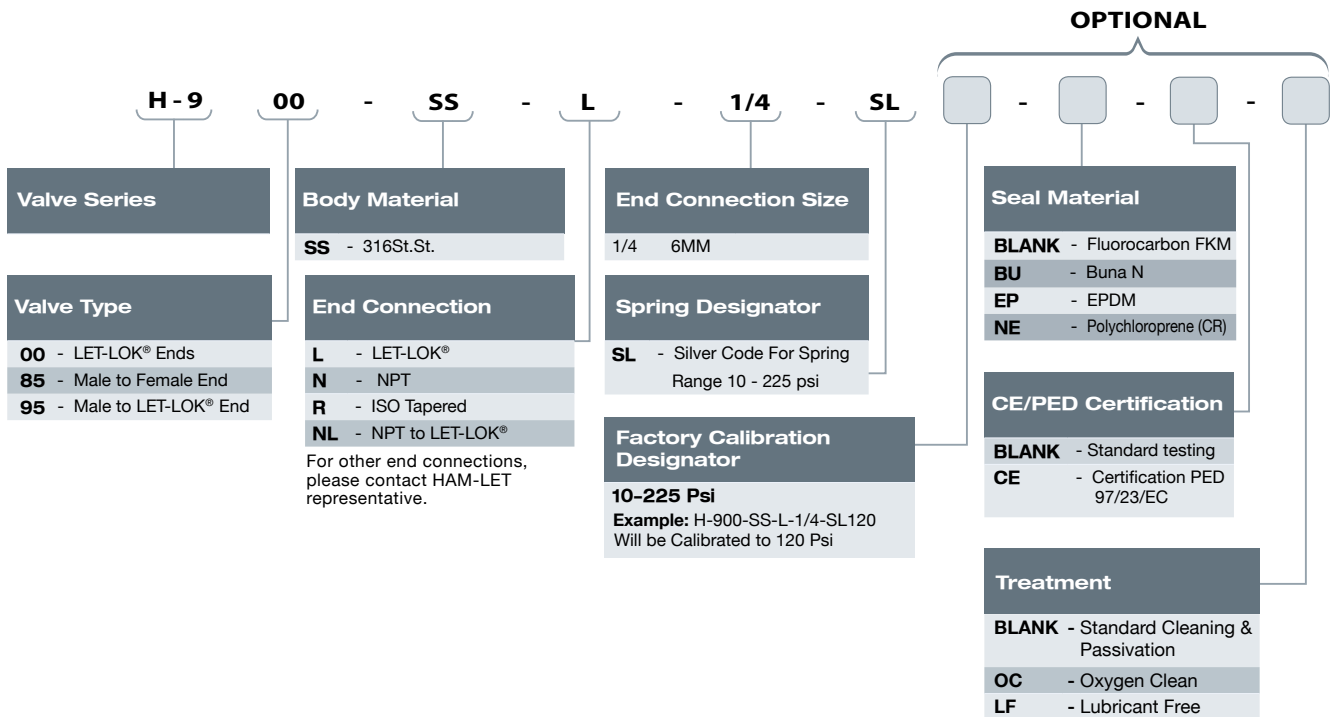 OPTIONAL
H-9 00 - SS - L - 1/4 - SL - - -
Valve Series
Valve Type
00 - LET-LOK® Ends
85 - Male to Female End
95 - Male to LET-LOK® End
Body Material
SS - 316St.St.
End Connection
L - LET-LOK®
N - NPT
R - ISO Tapered
NL - NPT to LET-LOK®
For other end connections,
please contact HAM-LET
representative.
End Connection Size
1/4 6MM
Spring Designator
SL - Silver Code For Spring
Range 10 - 225 psi
Factory Calibration
Designator
10-225 Psi
Example: H-900-SS-L-1/4-SL120
Will be Calibrated to 120 Psi
Seal Material
BLANK - Fluorocarbon FKM
BU - Buna N
EP - EPDM
NE - Polychloroprene (CR)
CE/PED Certification
BLANK - Standard testing
CE - Certification PED
97/23/EC
Treatment
BLANK - Standard Cleaning &
Passivation
OC - Oxygen Clean
LF - Lubricant Free